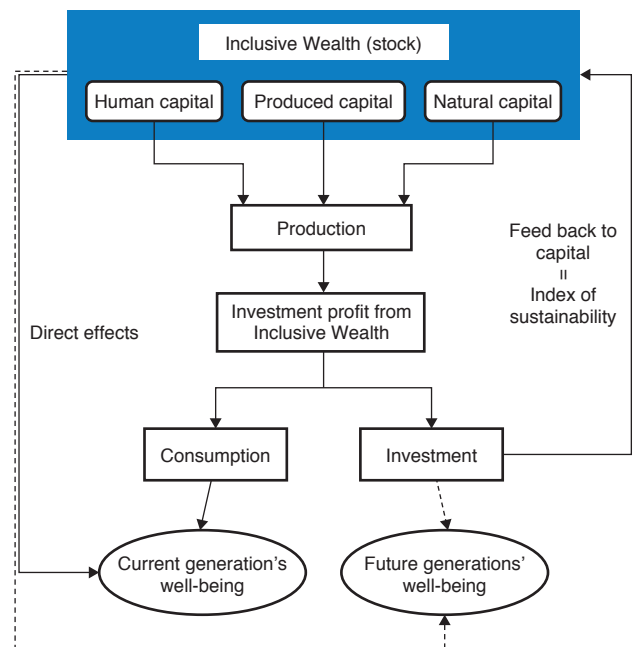 Inclusive Wealth (stock)
Human capital
Produced capital
Natural capital
Production
Investment profit from
Inclusive Wealth
Direct effects
Feed back to
capital
=
Index of
sustainability
Consumption
Investment
Current generation’s
well-being
Future generations’
well-being